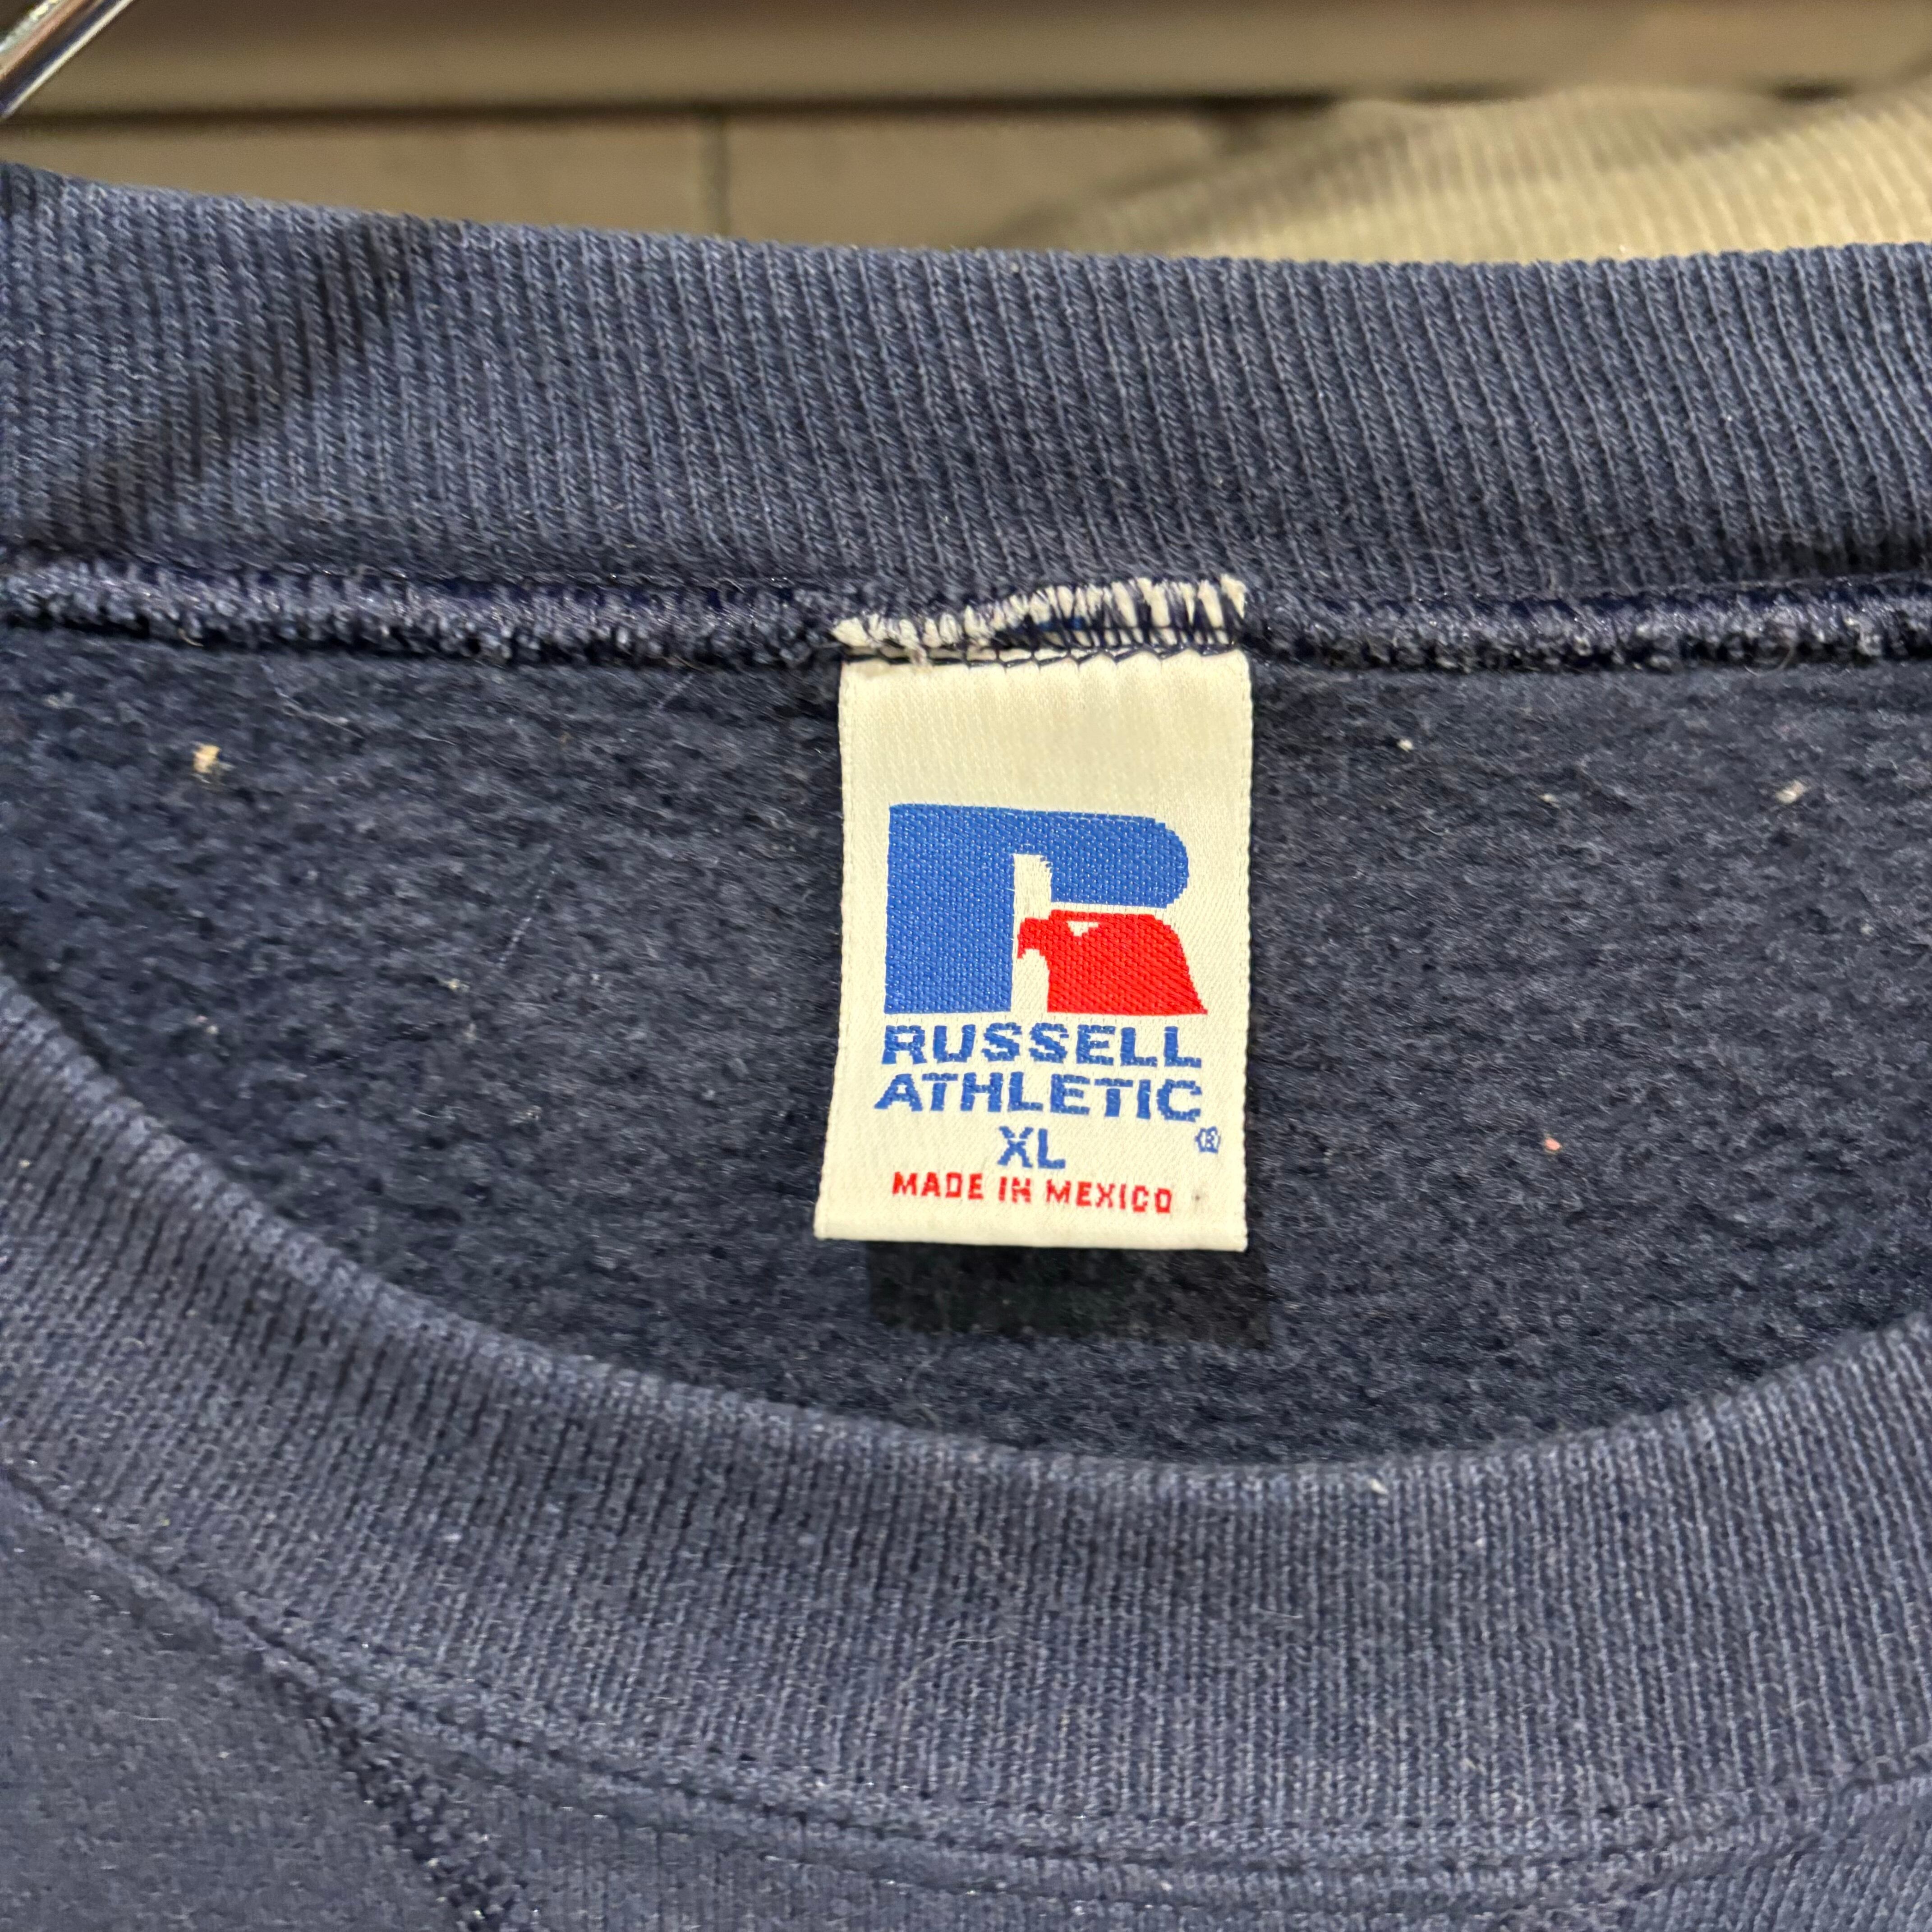 RUSSELL
ATHLETIC
®
XL
MADE IN MEXICO